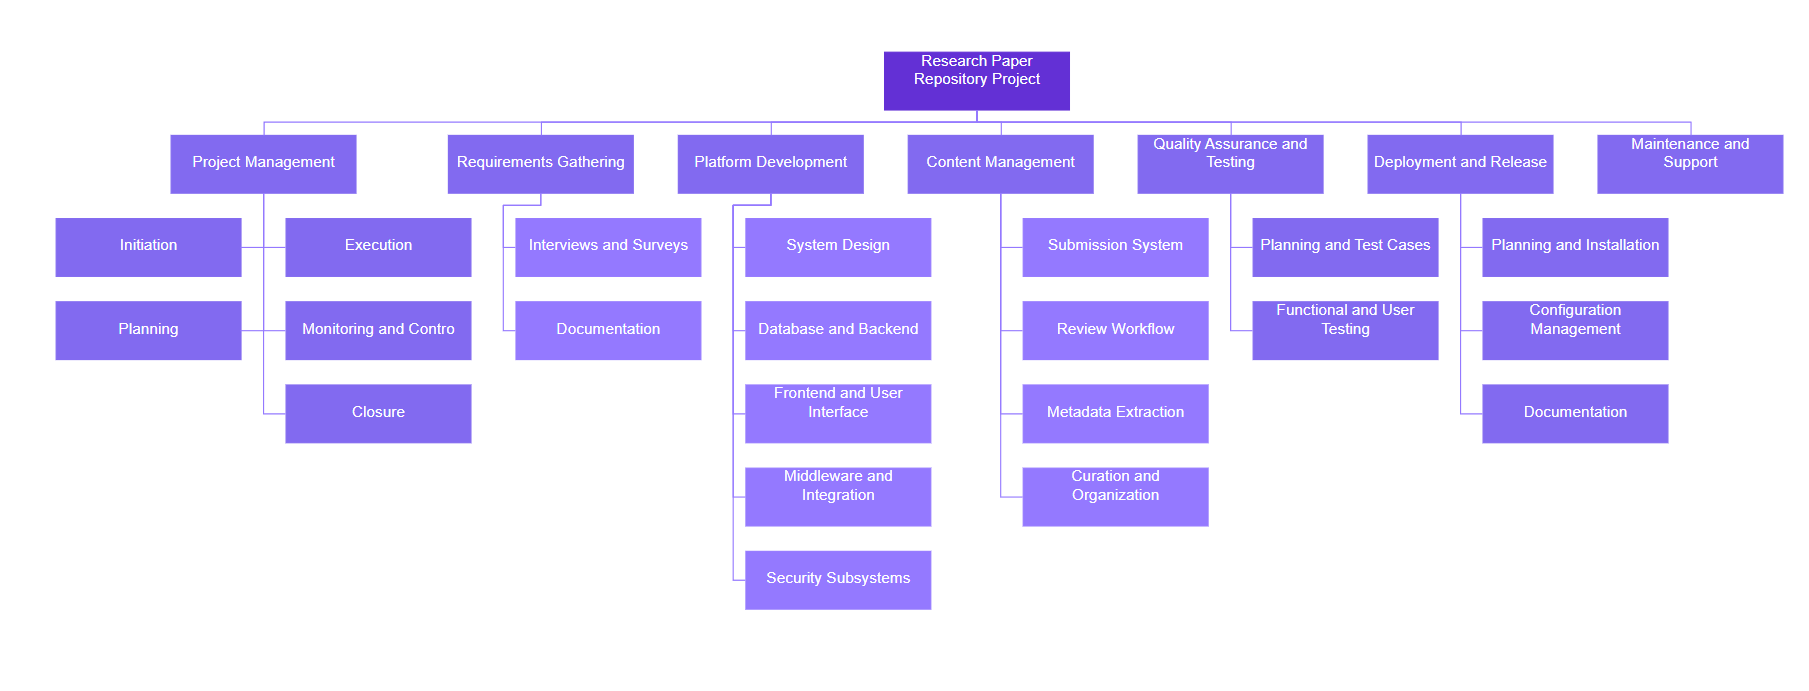 Research Paper
Repository Project
Project Management
Requirements Gathering
Platform Development
Content Management
Quality Assurance and
Testing
Deployment and Release
Maintenance and
Support
Initiation
Execution
Planning
Monitoring and Contro
Closure
Interviews and Surveys
Documentation
System Design
Database and Backend
Frontend and User
Interface
Middleware and
Integration
Security Subsystems
Submission System
Review Workflow
Metadata Extraction
Curation and
Organization
Planning and Test Cases
Functional and User
Testing
Planning and Installation
Configuration
Management
Documentation